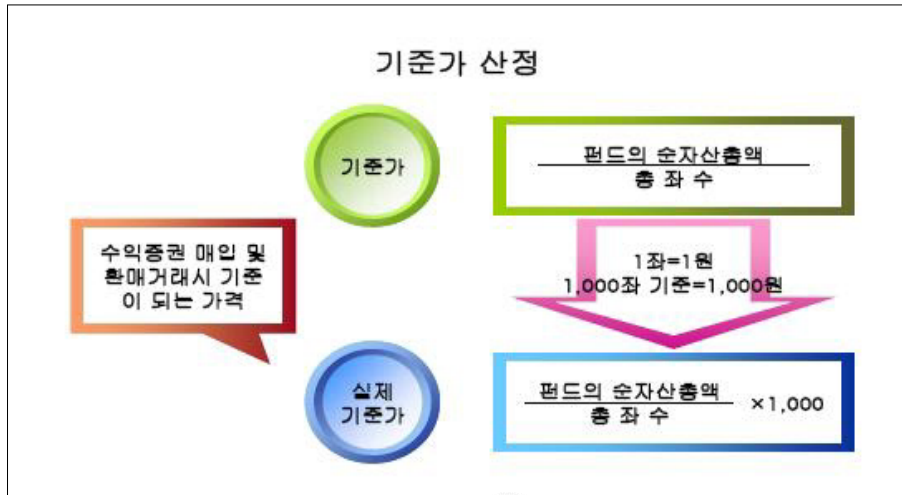 기준가 산정
기준가
펀드의 순자산총액
총 좌 수
수익증권 매입 및
환매거래시 기준
이 되는 가격
1좌=1원
1,000좌 기준=1,000원
실제
기준가
펀드의 순자산총액
총 좌 수
×1,000